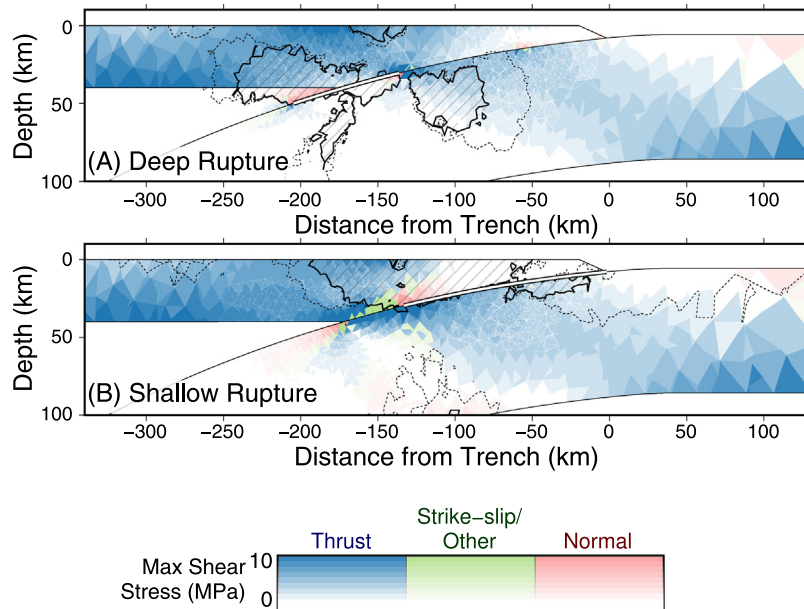 0
50
100
Depth (km)
(A) Deep Rupture
−300 −250 −200 −150 −100 −50 0 50 100
Distance from Trench (km)
0
50
100
Depth (km)
(B) Shallow Rupture
−300 −250 −200 −150 −100 −50 0 50 100
Distance from Trench (km)
Strike−slip/
Thrust Other Normal
Max Shear 10
Stress (MPa) 0